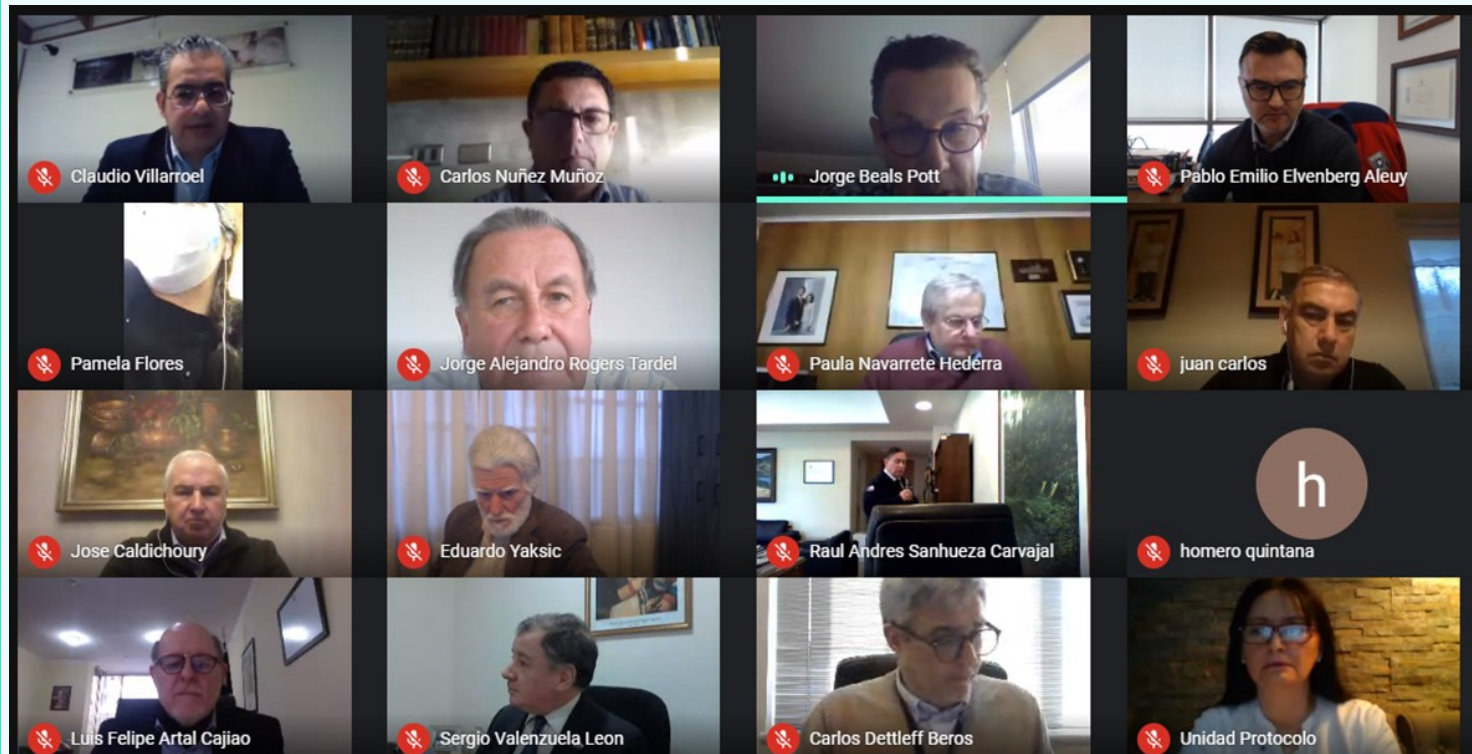 Claudio Villarroel
Carlos Nuñez Muñoz
Jorge Beals Pott
Pablo Emilio Elvenberg Aleuy
Pamela Flores
Jorge Alejandro Rogers Tardel
Paula Navarrete Hederra
juan carlos
Jose Caldichoury
Eduardo Yaksic
Raul Andres Sanhueza Carvajal
h
homero quintana
Luis Felipe Artal Cajiao
Sergio Valenzuela Leon
Carlos Dettleff Beros
Unidad Protocolo